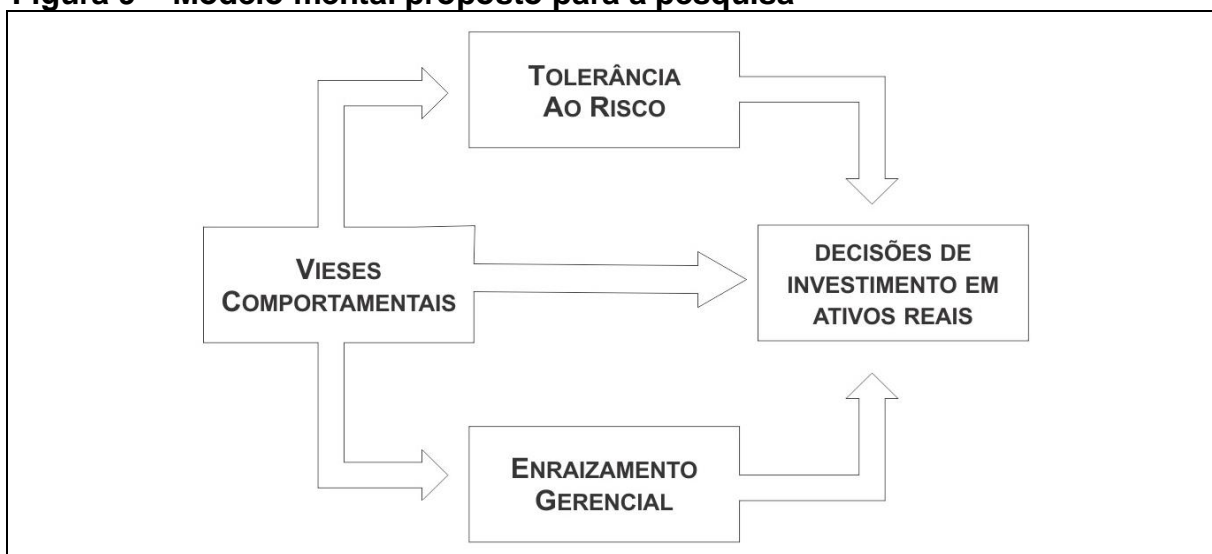 Figura – Modelo mental proposto para a pesquisa
TOLERÂNCIA
AO RISCO
VIESES
COMPORTAMENTAIS
DECISÕES DE
INVESTIMENTO EM
ATIVOS REAIS
ENRAIZAMENTO
GERENCIAL